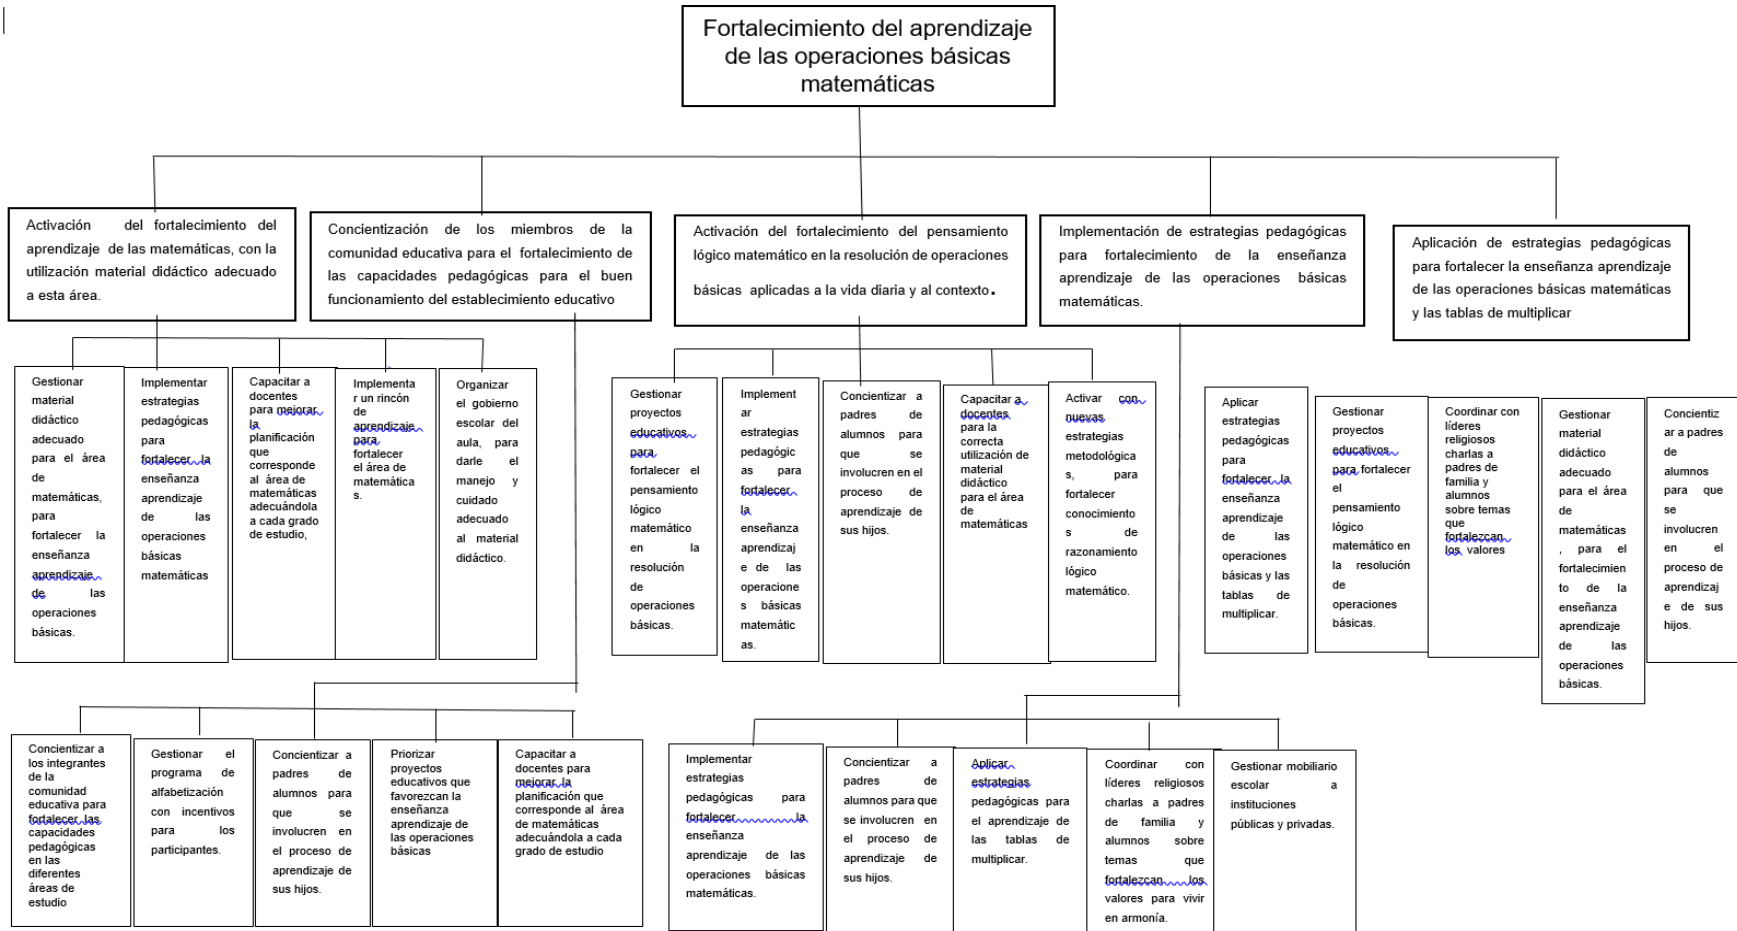 Fortalecimiento del aprendizaje
de las operaciones básicas
matemáticas
Activación del fortalecimiento del
aprendizaje de las matemáticas, con la
utilización material didáctico adecuado
a esta área.
Concientización de los miembros de la
comunidad educativa para el fortalecimiento de
las capacidades pedagógicas para el buen
funcionamiento del establecimiento educativo
Activación del fortalecimiento del pensamiento
lógico matemático en la resolución de operaciones
básicas aplicadas a la vida diaria y al contexto.
Implementación de estrategias pedagógicas
para fortalecimiento de la enseñanza
aprendizaje de las operaciones básicas
matemáticas.
Aplicación de estrategias pedagógicas
para fortalecer la enseñanza aprendizaje
de las operaciones básicas matemáticas
y las tablas de multiplicar
Gestionar
material
didáctico
adecuado
para el área
de
matemáticas,
para
fortalecer la
enseñanza
aprendizaje
de las
operaciones
básicas.
Implementar
estrategias
pedagógicas
para
fortalecer la
enseñanza
aprendizaje
de las
operaciones
básicas
matemáticas
Capacitar a
docentes
para mejorar
la
planificación
que
corresponde
al área de
matemáticas
adecuándola
a cada grado
de estudio,
Implementa
r un rincón
de
aprendizaje
para
fortalecer
el área de
matemática
s.
Organizar
el gobierno
escolar del
aula, para
darle el
manejo y
cuidado
adecuado
al material
didáctico.
Gestionar
proyectos
educativos
para
fortalecer el
pensamiento
lógico
matemático
en la
resolución
de
operaciones
básicas.
Implement
ar
estrategias
pedagógic
as para
fortalecer
la
enseñanza
aprendizaj
e de las
operacione
s básicas
matemátic
as.
Concientizar a
padres de
alumnos para
que se
involucren en el
proceso de
aprendizaje de
sus hijos.
Capacitar a
docentes
para la
correcta
utilización de
material
didáctico
para el área
de
matemáticas
Activar con
nuevas
estrategias
metodológica
s, para
fortalecer
conocimiento
s de
razonamiento
lógico
matemático.
Aplicar
estrategias
pedagógicas
para
fortalecer la
enseñanza
aprendizaje
de las
operaciones
básicas y las
tablas de
multiplicar.
Gestionar
proyectos
educativos
para fortalecer
el
pensamiento
lógico
matemático en
la resolución
de
operaciones
básicas.
Coordinar con
líderes
religiosos
charlas a
padres de
familia y
alumnos
sobre temas
que
fortalezcan
los valores
Gestionar
material
didáctico
adecuado
para el área
de
matemáticas
, para el
fortalecimien
to de la
enseñanza
aprendizaje
de las
operaciones
básicas.
Concientiz
ar a padres
de
alumnos
para que
se
involucren
en el
proceso de
aprendizaj
e de sus
hijos.
Concientizar a
los integrantes
de la
comunidad
educativa para
fortalecer las
capacidades
pedagógicas
en las
diferentes
áreas de
estudio
Gestionar el
programa de
alfabetización
con incentivos
para los
participantes.
Concientizar a
padres de
alumnos para
que se
involucren en
el proceso de
aprendizaje de
sus hijos.
Priorizar
proyectos
educativos que
favorezcan la
enseñanza
aprendizaje de
las operaciones
básicas
Capacitar a
docentes para
mejorar la
planificación que
corresponde al área
de matemáticas
adecuándola a cada
grado de estudio
Implementar
estrategias
pedagógicas para
fortalecer la
enseñanza
aprendizaje de las
operaciones básicas
matemáticas.
Concientizar a
padres de
alumnos para que
se involucren en
el proceso de
aprendizaje de
sus hijos.
Aplicar
estrategias
pedagógicas para
el aprendizaje de
las tablas de
multiplicar.
Coordinar con
líderes religiosos
charlas a padres
de familia y
alumnos sobre
temas que
fortalezcan los
valores para vivir
en armonía.
Gestionar mobiliario
escolar a
instituciones
públicas y privadas.